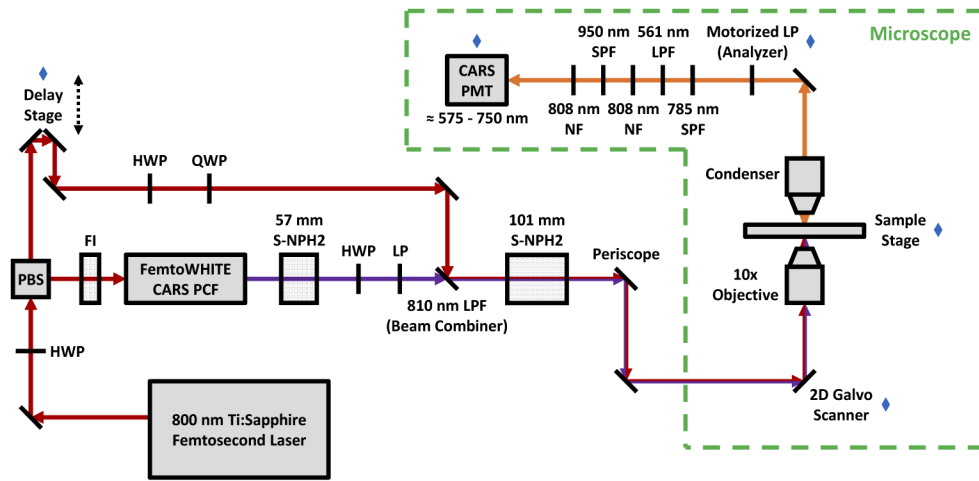 Microscope
950 nm
SPF
561 nm
LPF
Motorized LP
(Analyzer)
CARS
PMT
≈ 575 - 750 nm
808 nm
NF
808 nm
NF
785 nm
SPF
Delay
Stage
HWP
QWP
Condenser
Sample
Stage
57 mm
S-NPH2
101 mm
S-NPH2
FI
HWP
LP
Periscope
PBS
FemtoWHITE
CARS PCF
10x
Objective
810 nm LPF
(Beam Combiner)
HWP
2D Galvo
Scanner
800 nm Ti:Sapphire
Femtosecond Laser